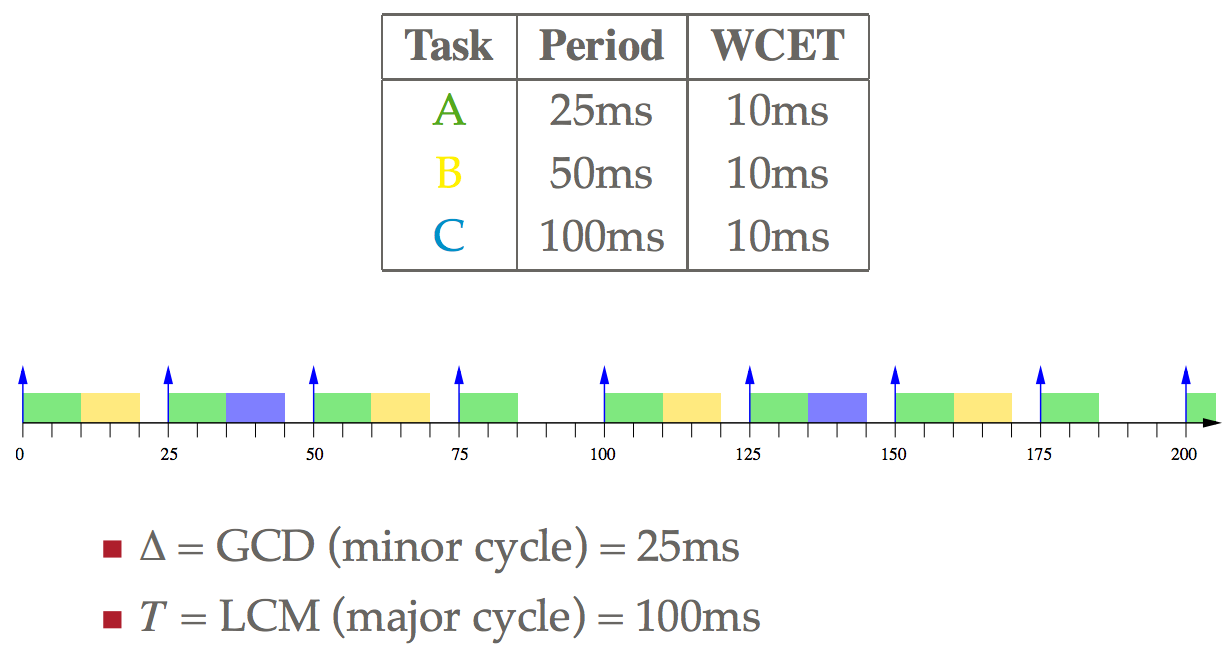 Task Period WCET
A 25ms 10ms
B 50ms 10ms
C 100ms 10ms
0 25 50 75 100 125 150 175 200
Δ = GCD (minor cycle) = 25ms
T = LCM (major cycle) = 100ms